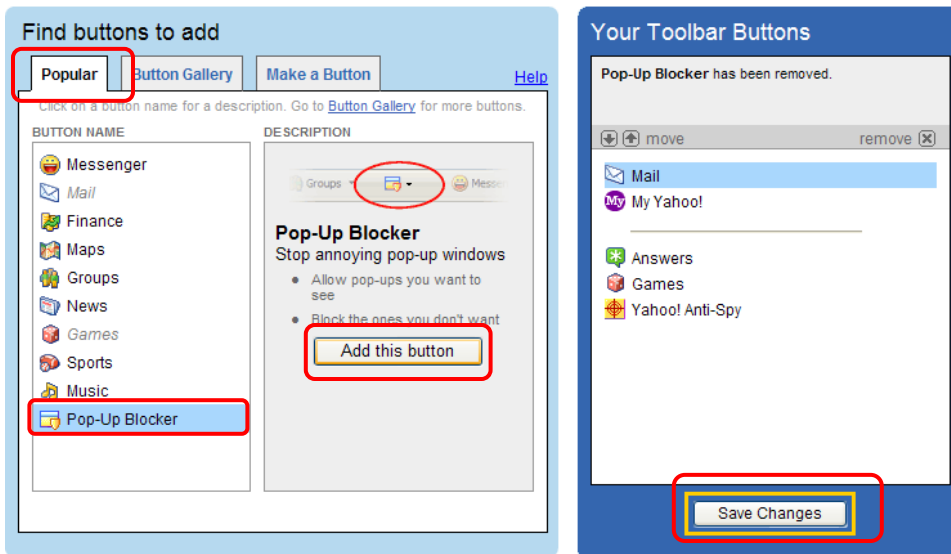 Find buttons to add
Popular
Button Gallery
Make a Button
Help
Click on a button name for a description. Go to Button Gallery for more buttons.
BUTTON NAME
Messenger
Mail
Finance
Maps
Groups
News
Games
Sports
Music
Pop-Up Blocker
DESCRIPTION
Groups
Messe
Pop-Up Blocker
Stop annoying pop-up windows
Allow pop-ups you want to
see
Block the ones you don't want
Add this button
Your Toolbar Buttons
Pop-Up Blocker has been removed.
move
remove
Mail
My Yahoo!
Answers
Games
Yahoo! Anti-Spy
Save Changes